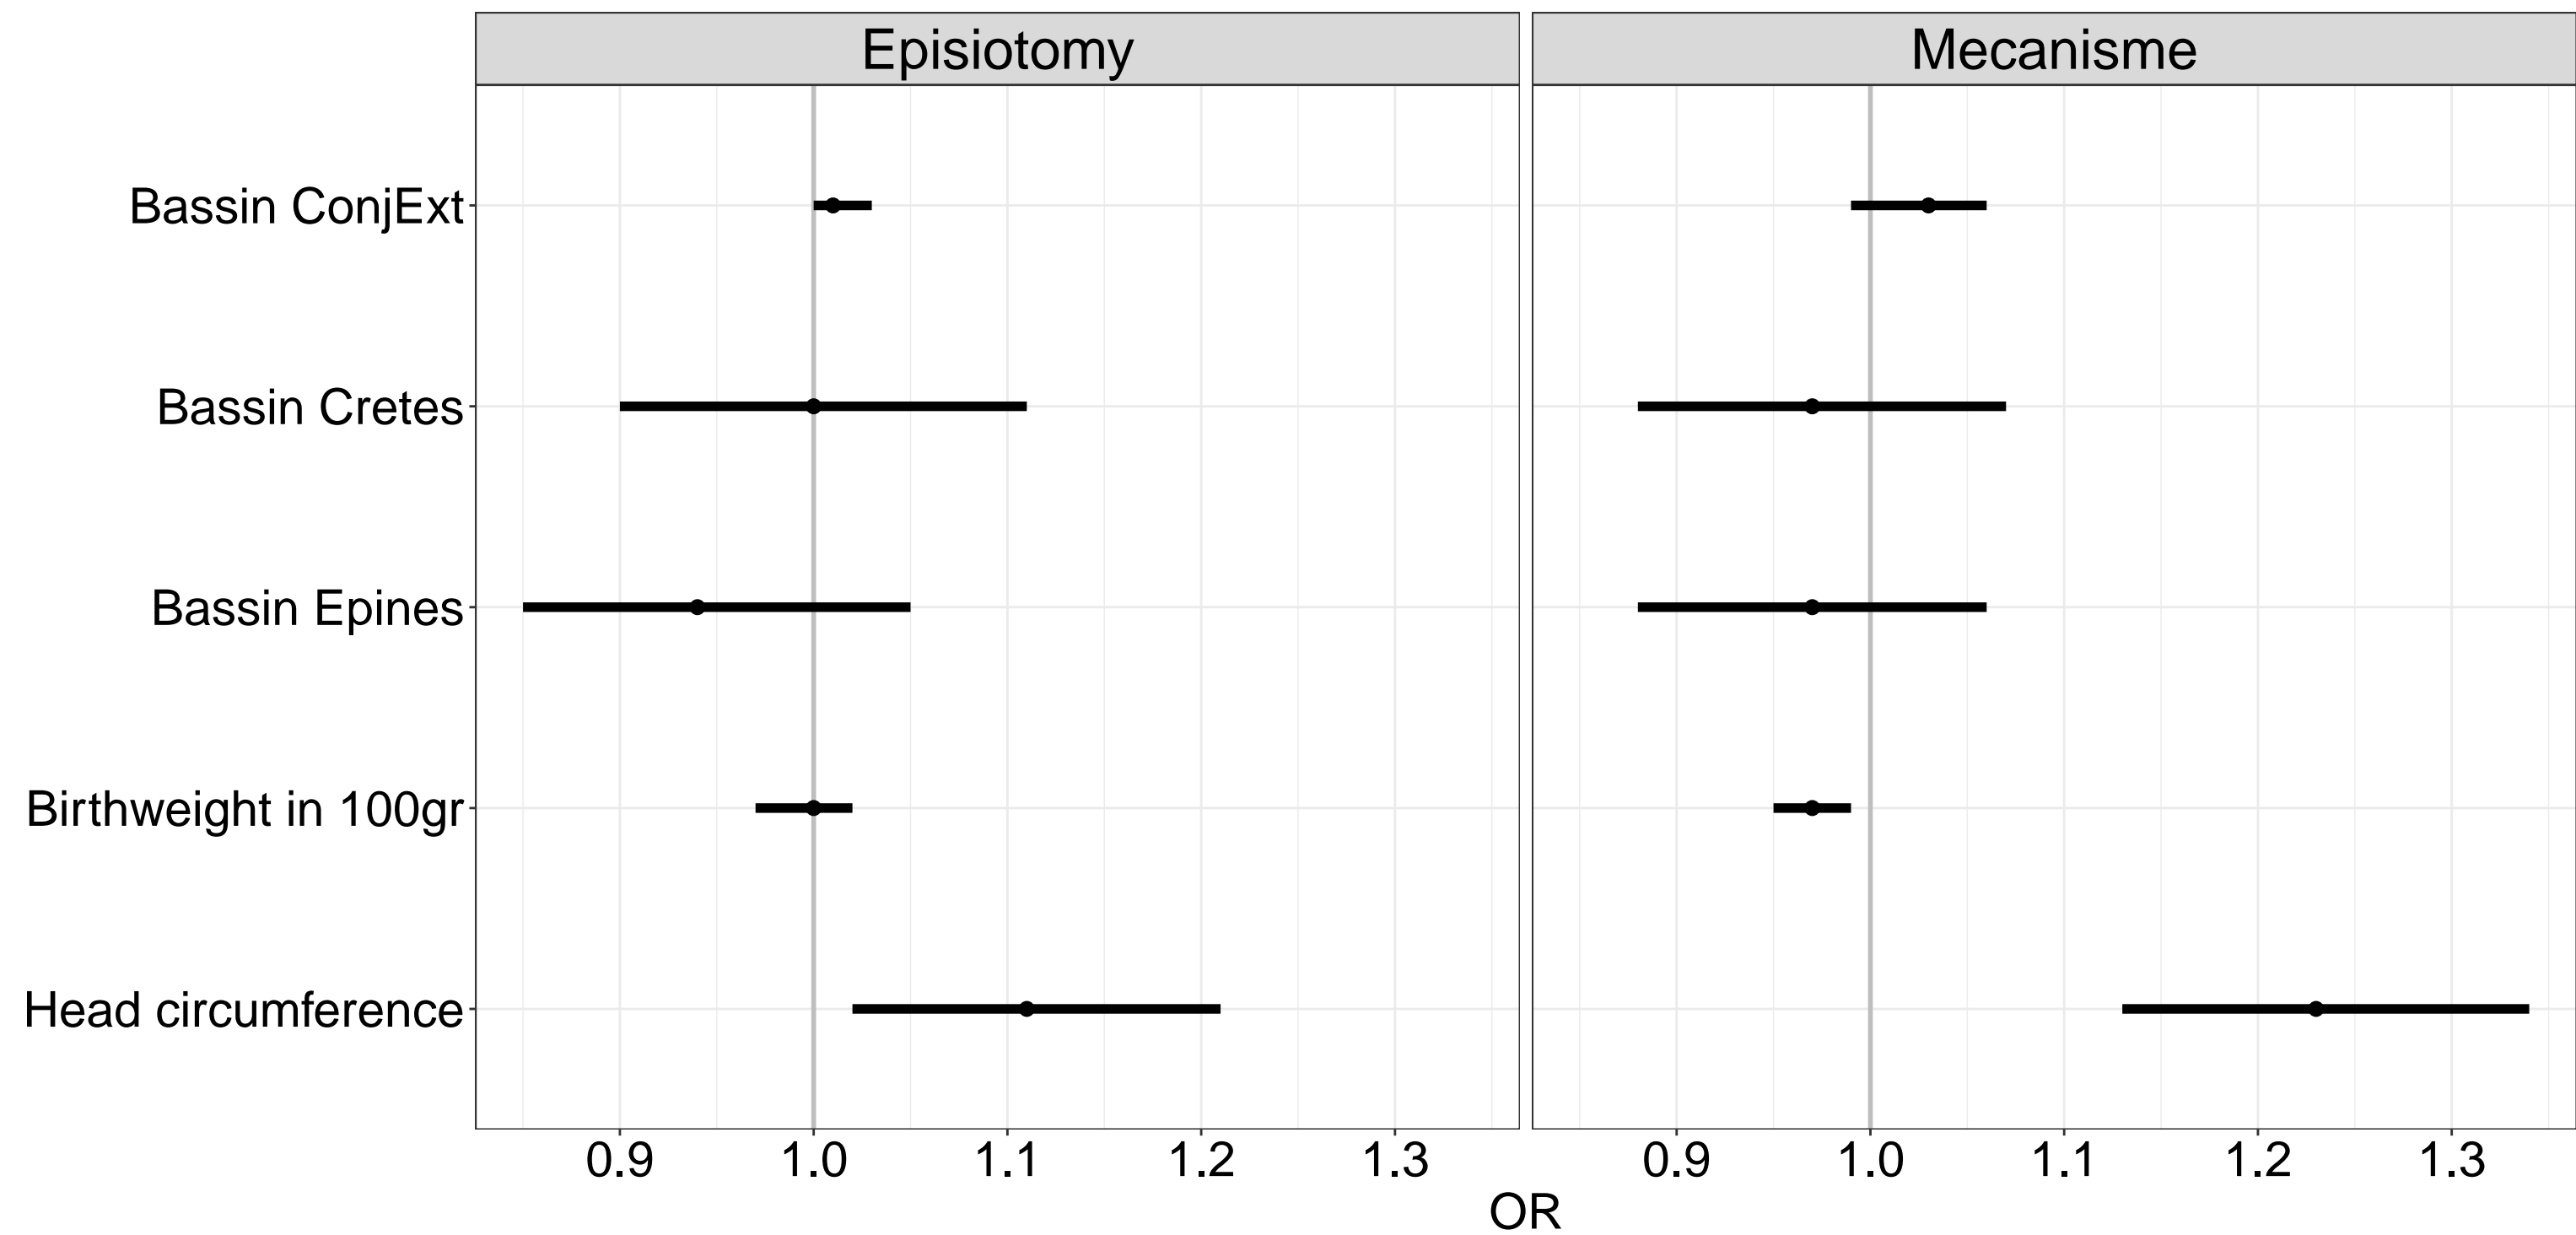 Episiotomy
Mecanisme
Bassin ConjExt
Bassin Cretes
Bassin Epines
Birthweight in 100gr
Head circumference
0.9 1.0 1.1 1.2 1.3
0.9 1.0 1.1 1.2 1.3
OR